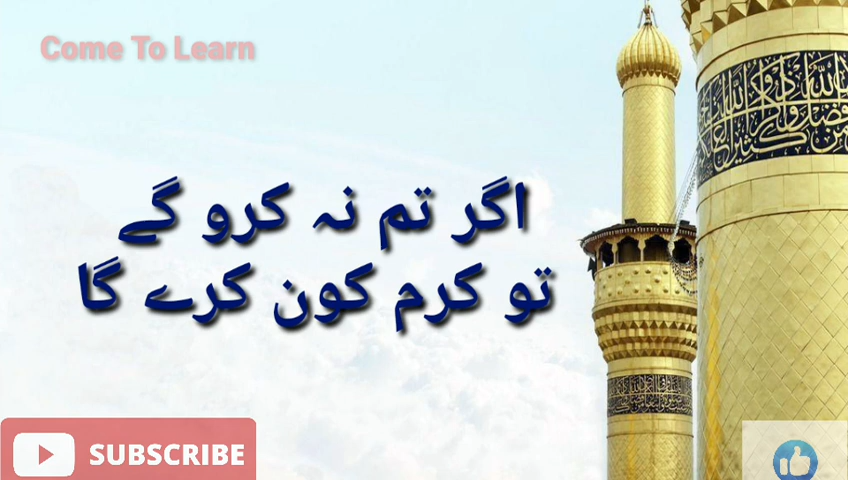 Come To Learn
اگر تم نہ کرو گے
تو کرم کون کرے گا
SUBSCRIBE